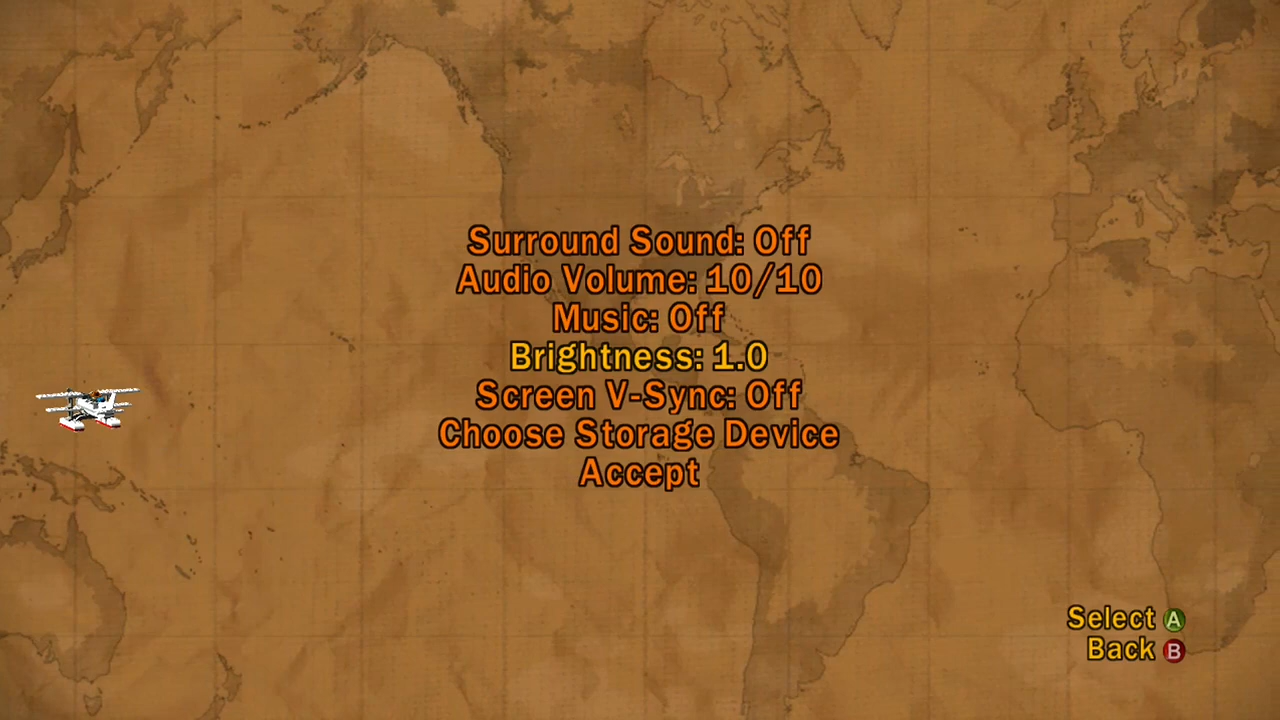 Surround Sound: Off
Audio Volume: 10/10
Music: Off
Brightness: 1.0
Screen V-Sync: Off
Choose Storage Device
Accept
Select A
Back B